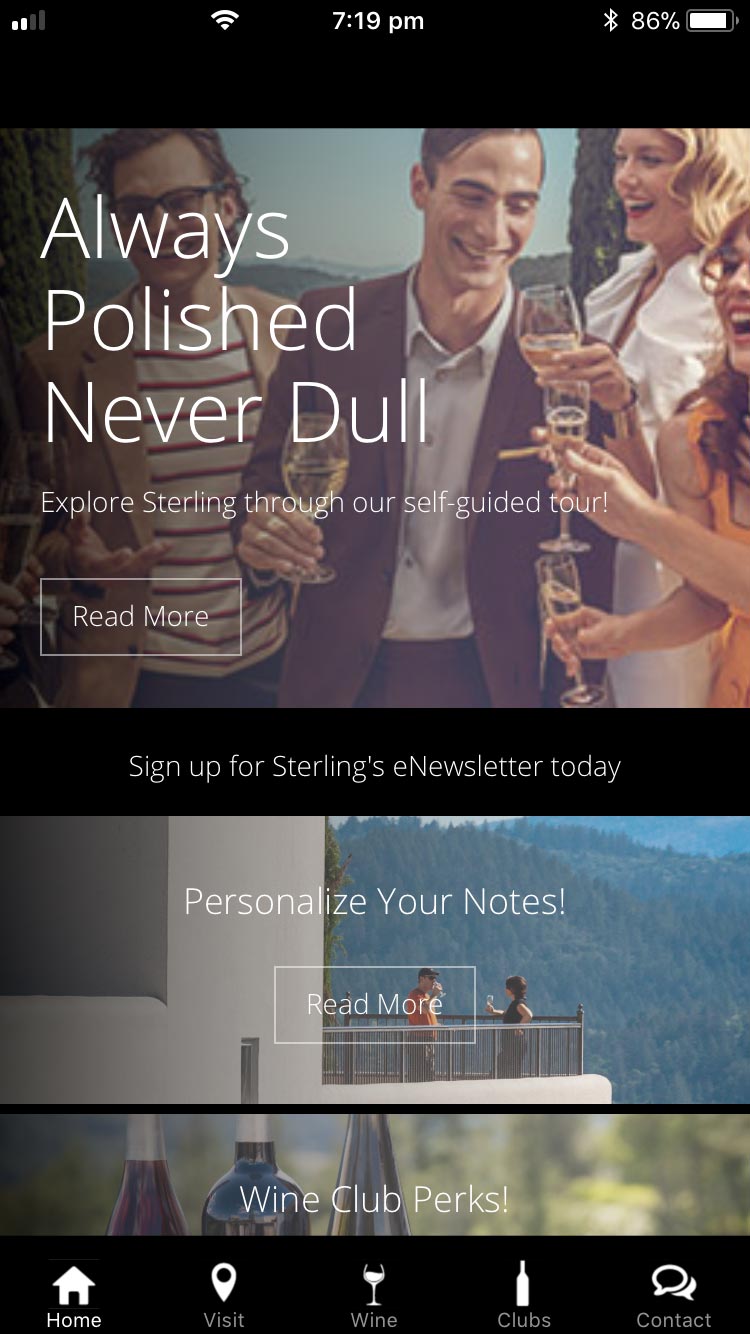 7:19 pm
86%
Always
Polished
Never Dull
Explore Sterling through our self-guided tour!
Read More
Sign up for Sterling's eNewsletter today
Personalize Your Notes!
Read More
Wine Club Perks!
Home
Visit
Wine
Clubs
Contact